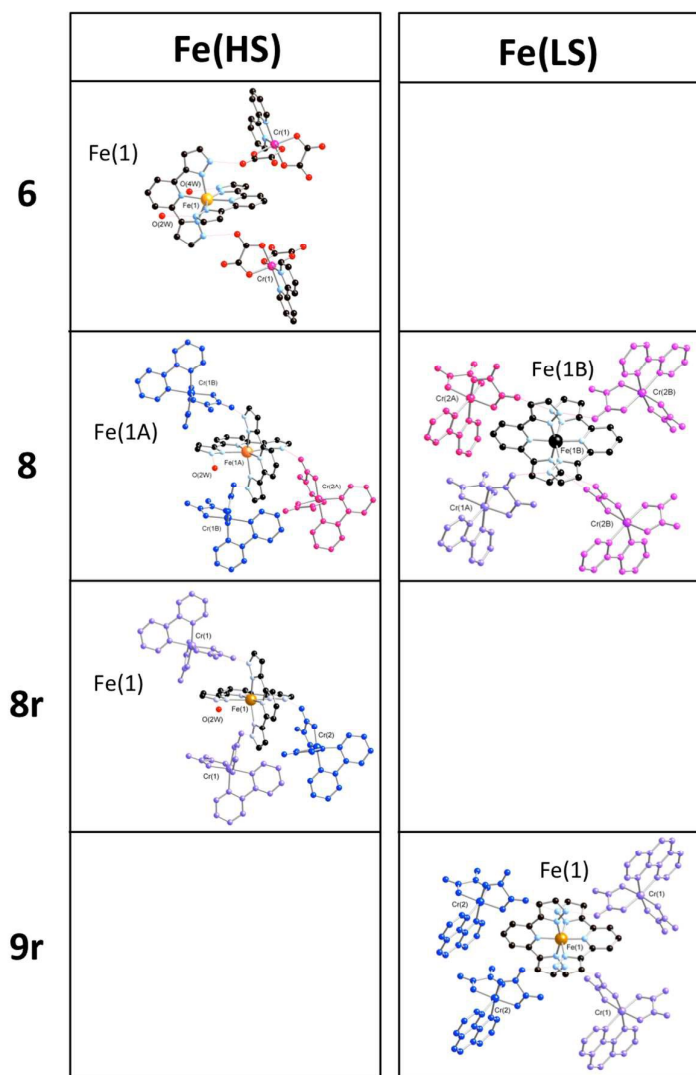 Fe(HS)
Fe(LS)
6
Fe(1)
Cr(1)
O(4W)
Fe(1)
O(2W)
Cr(1)
8
Cr(1B)
Fe(1A)
Fe(1A)
O(2W)
Cr(2A)
Cr(1B)
Fe(1B)
Cr(2A)
Cr(2B)
Fe(1B)
Cr(1A)
Cr(2B)
8r
Cr(1)
Fe(1)
Fe(1)
O(2W)
Cr(2)
Cr(1)
9r
Fe(1)
Cr(2)
Cr(1)
Fe(1)
Cr(2)
Cr(1)